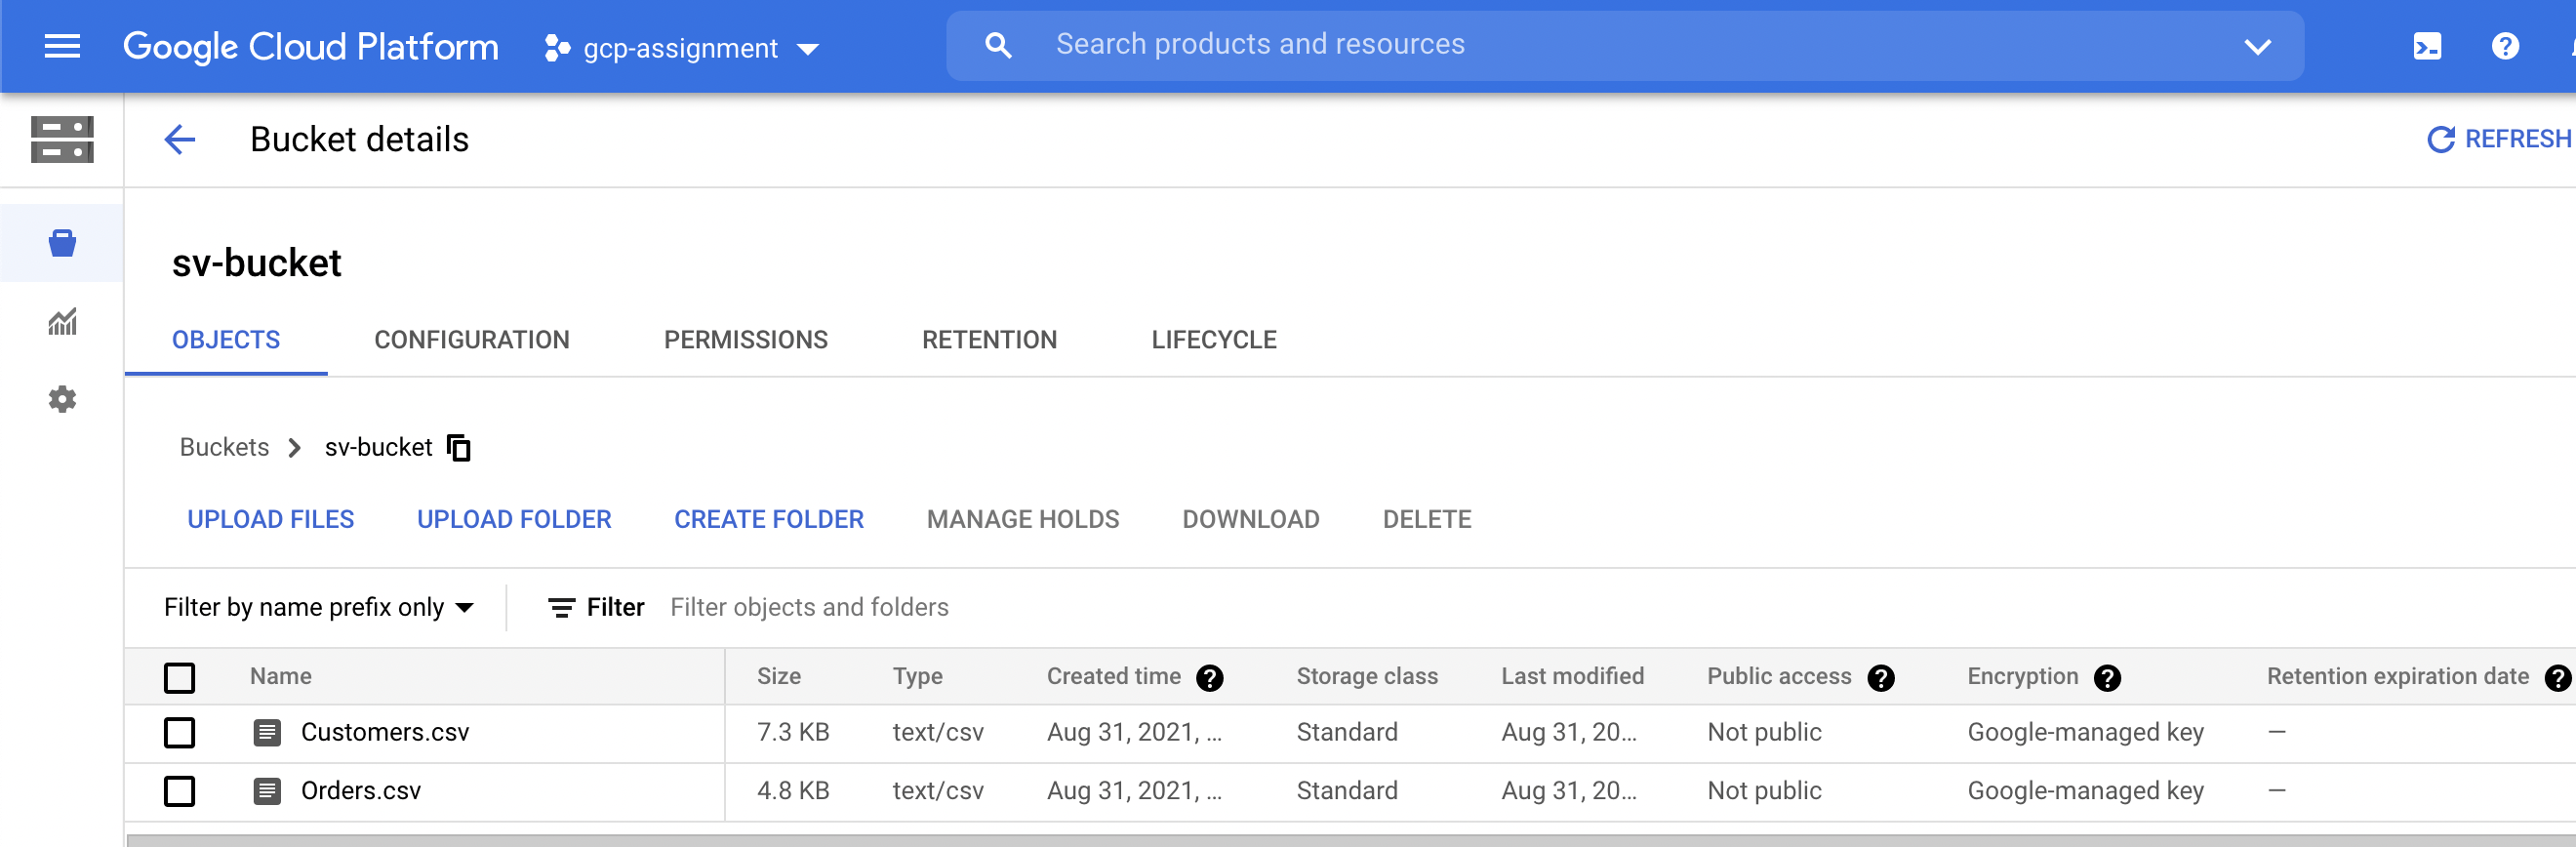 Google Cloud Platform gcp-assignment Search products and resources
Bucket details REFRESH
sv-bucket
OBJECTS CONFIGURATION PERMISSIONS RETENTION LIFECYCLE
Buckets sv-bucket
UPLOAD FILES UPLOAD FOLDER CREATE FOLDER MANAGE HOLDS DOWNLOAD DELETE
Filter by name prefix only Filter Filter objects and folders
Name Size Type Created time Storage class Last modified Public access Encryption Retention expiration date
Customers.csv 7.3 KB text/csv Aug 31, 2021, ... Standard Aug 31, 20... Not public Google-managed key —
Orders.csv 4.8 KB text/csv Aug 31, 2021, ... Standard Aug 31, 20... Not public Google-managed key —